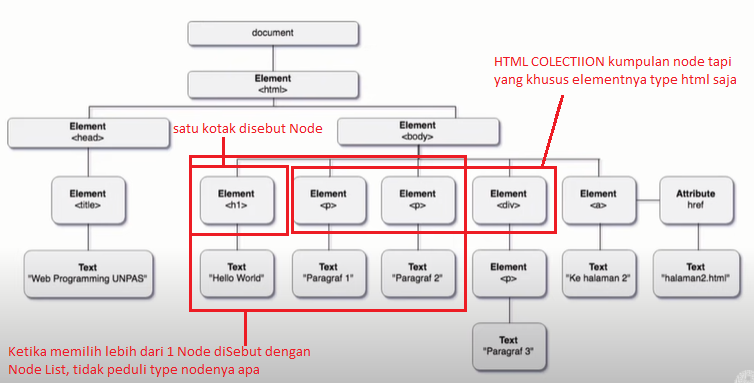 document
HTML COLECTIION kumpulan node tapi
yang khusus elementnya type html saja
Element
<html>
satu kotak disebut Node
Element
<head>
Element
<body>
Element
<title>
Element
<h1>
Element
<p>
Element
<p>
Element
<div>
Element
<a>
Attribute
href
Text
"Web Programming UNPAS"
Text
"Hello World"
Text
"Paragraf 1"
Text
"Paragraf 2"
Element
<p>
Text
"Ke halaman 2"
Text
"halaman2.html"
Text
"Paragraf 3"
Ketika memilih lebih dari 1 Node diSebut dengan
Node List, tidak peduli type nodenya apa